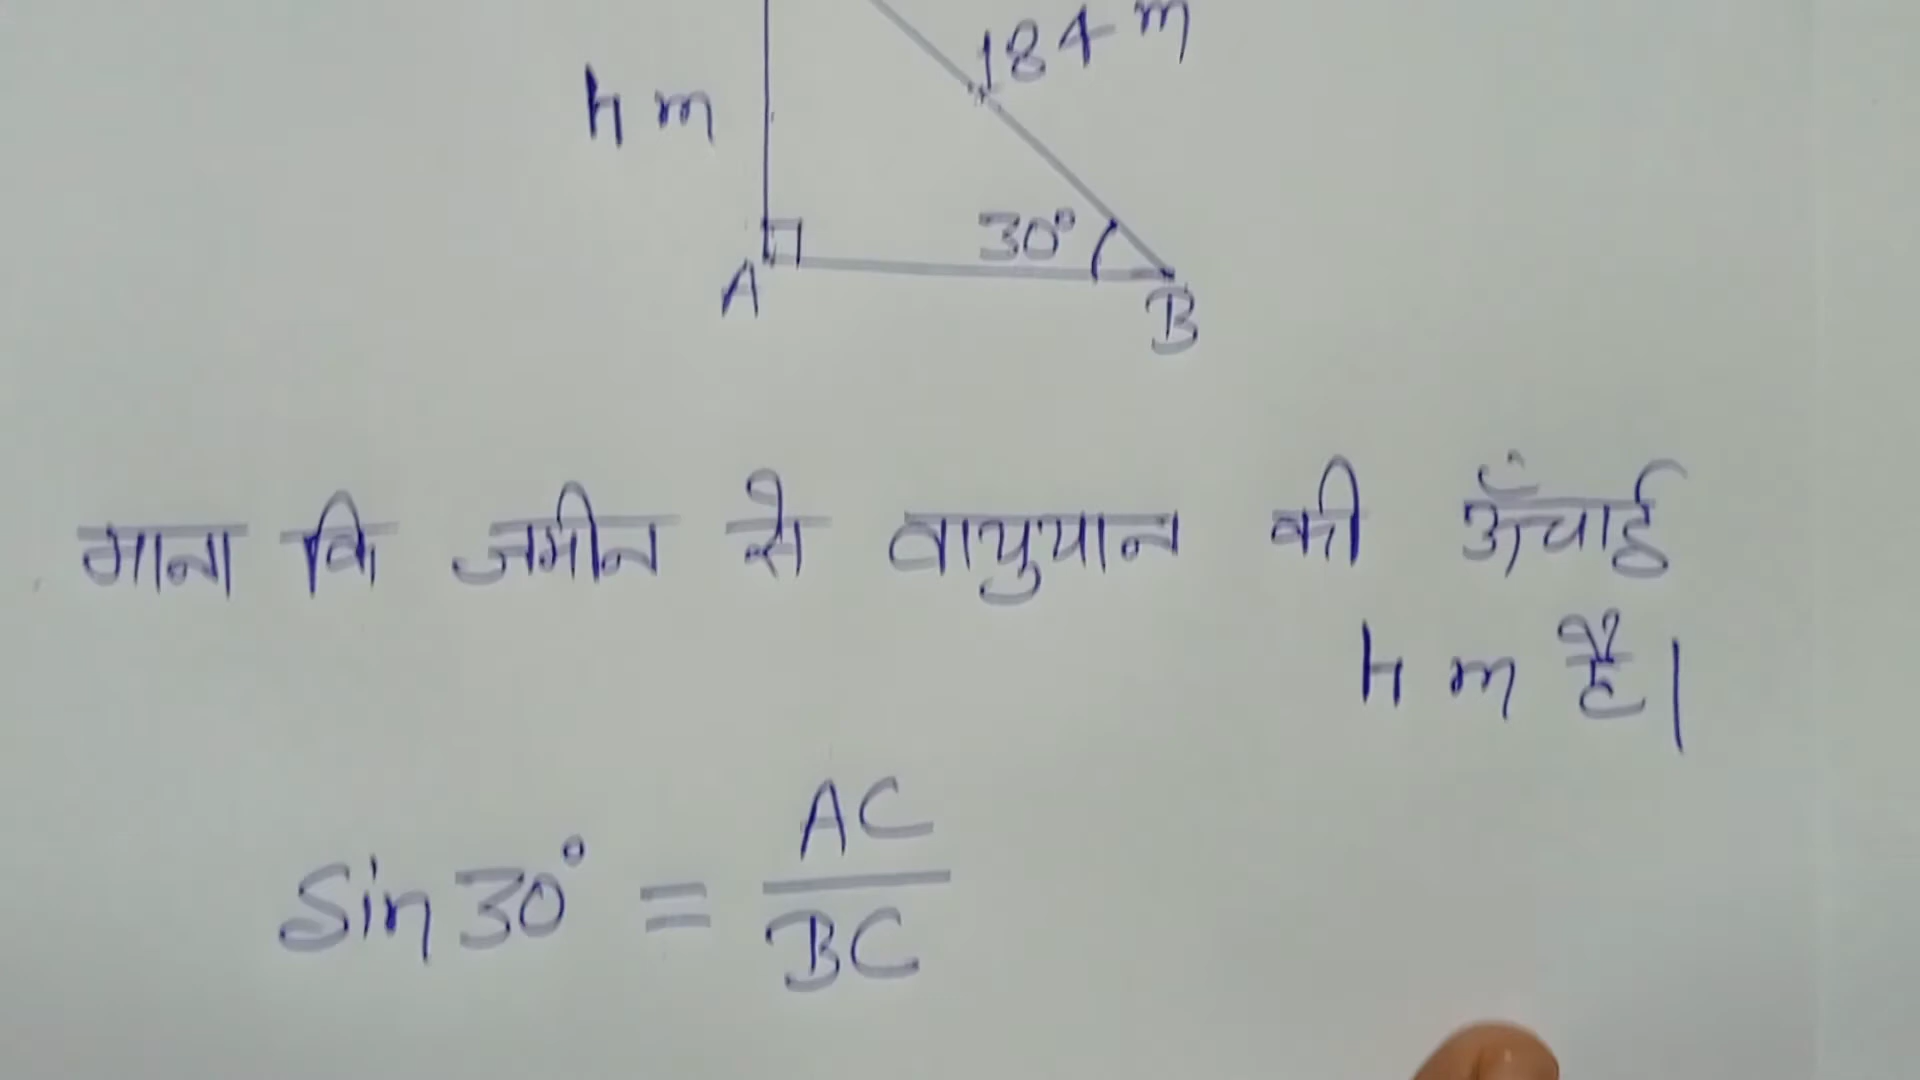 184 m
h m
30°
A
B
माना कि जमीन से वायुयान की ऊँचाई
h m है।
Sin 30° = AC
BC